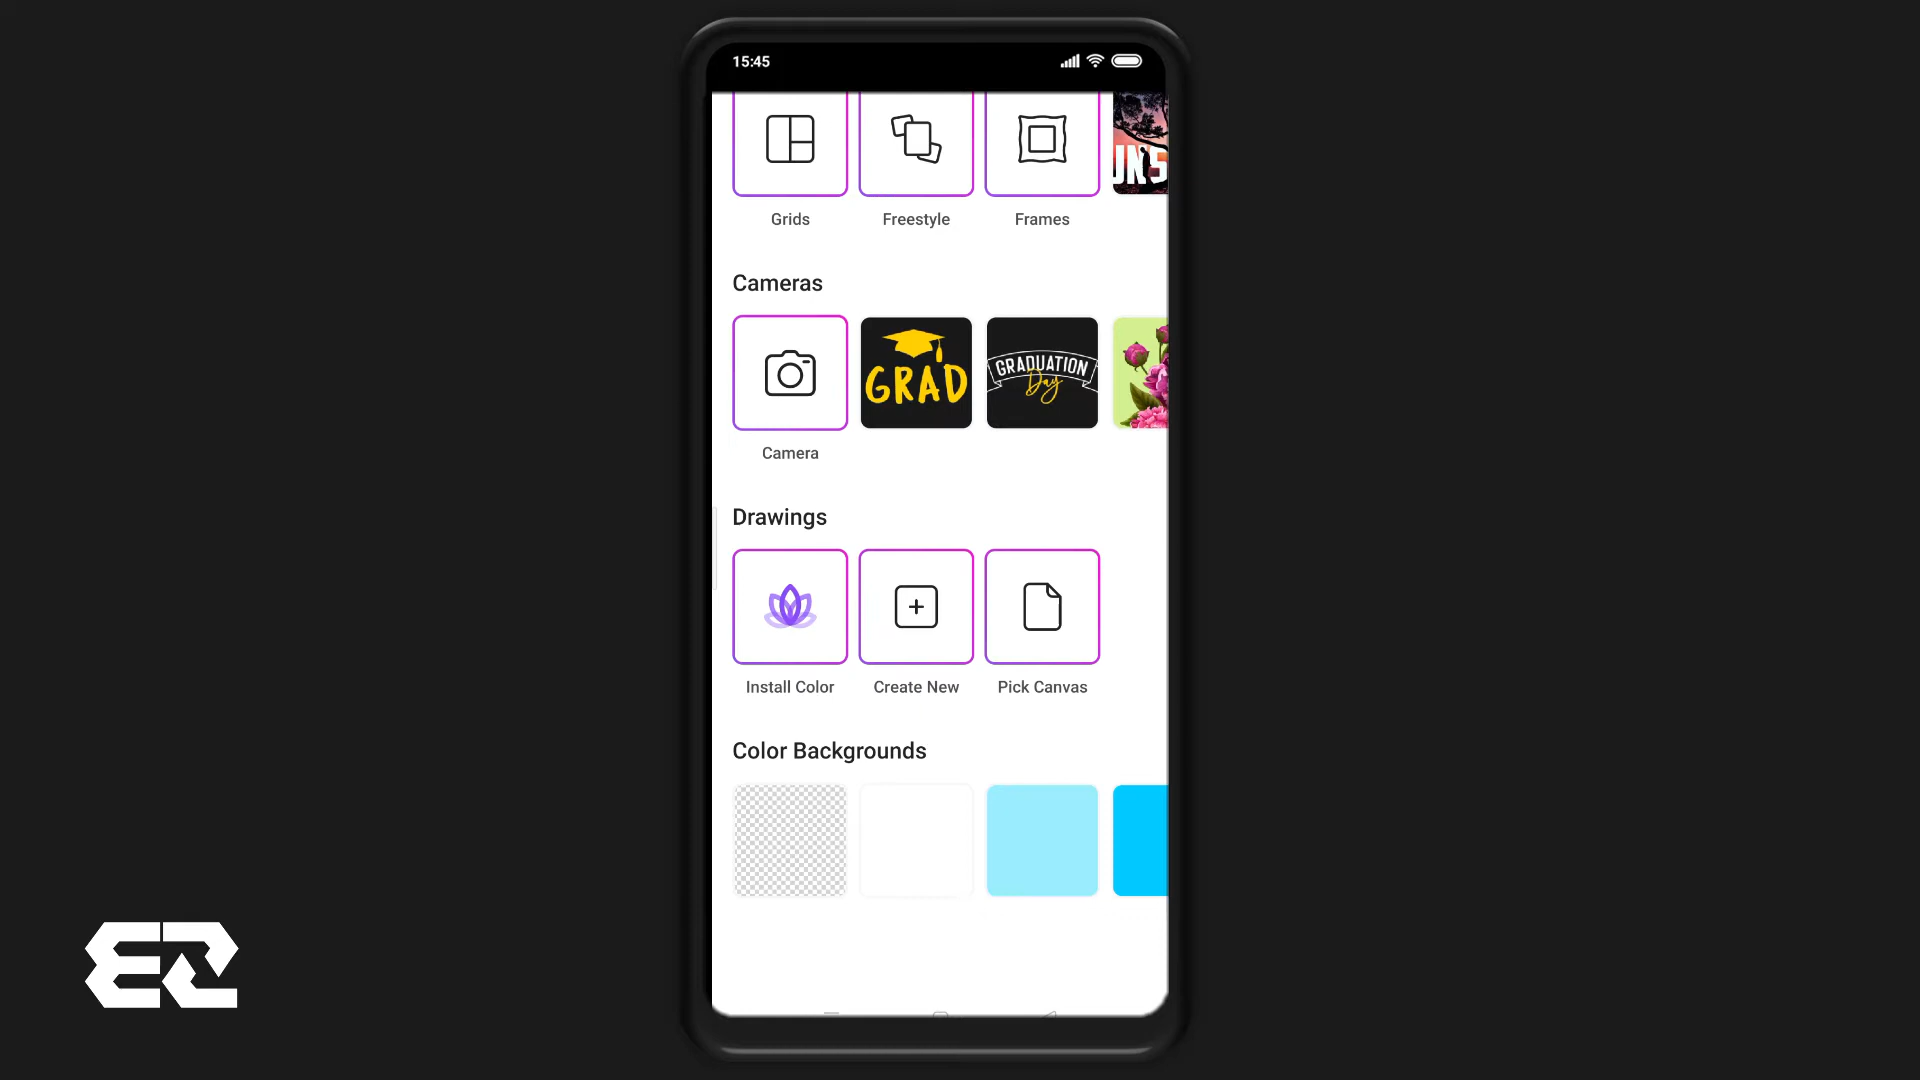 15:45
UNS
Grids
Freestyle
Frames
Cameras
GRAD
GRADUATION
Day
Camera
Drawings
Install Color
Create New
Pick Canvas
Color Backgrounds